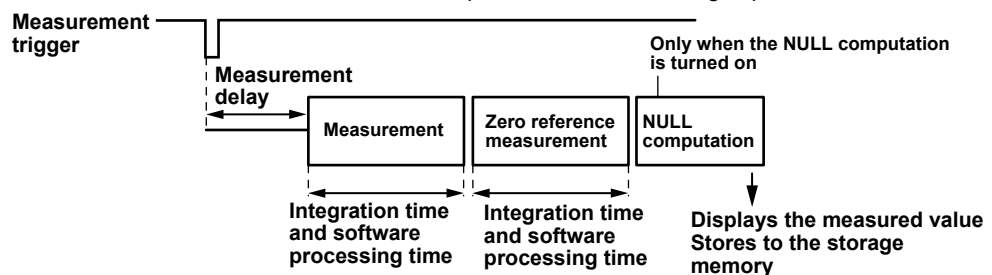 Measurement
trigger
Only when the NULL computation
is turned on
Measurement
delay
Measurement
Zero reference
measurement
NULL
computation
Integration time
and software
processing time
Integration time
and software
processing time
Displays the measured value
Stores to the storage
memory